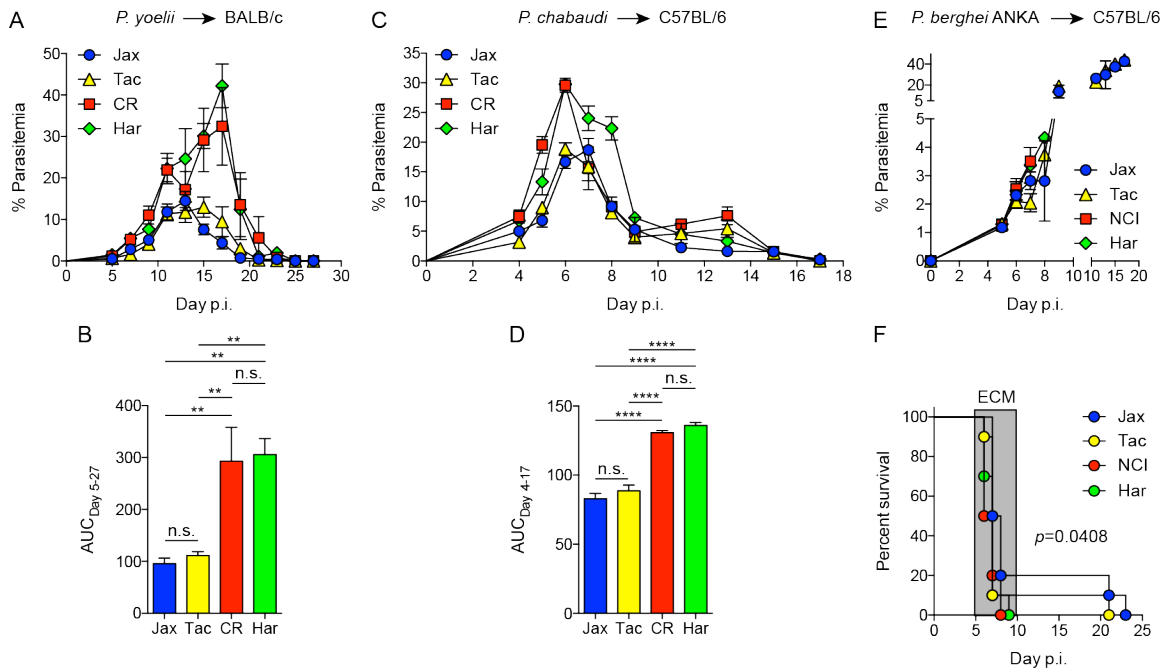 A
P. yoelii → BALB/c
50
40
30
20
10
0
% Parasitemia
Jax
Tac
CR
Har
0 5 10 15 20 25 30
Day p.i.
C
P. chabaudi → C57BL/6
35
30
25
20
15
10
5
0
% Parasitemia
Jax
Tac
CR
Har
0 2 4 6 8 10 12 14 16 18
Day p.i.
E
P. berghei ANKA → C57BL/6
40
20
5
5
4
3
2
1
0
% Parasitemia
Jax
Tac
NCI
Har
0 2 4 6 8 10 10 15 20
Day p.i.
B
**
**
n.s.
**
**
n.s.
400
300
200
100
0
AUCDay 5-27
Jax Tac CR Har
D
****
****
n.s.
****
****
n.s.
150
100
50
0
AUCDay 4-17
Jax Tac CR Har
F
ECM
100
80
60
40
20
0
Percent survival
Jax
Tac
NCI
Har
p=0.0408
0 5 10 15 20 25
Day p.i.